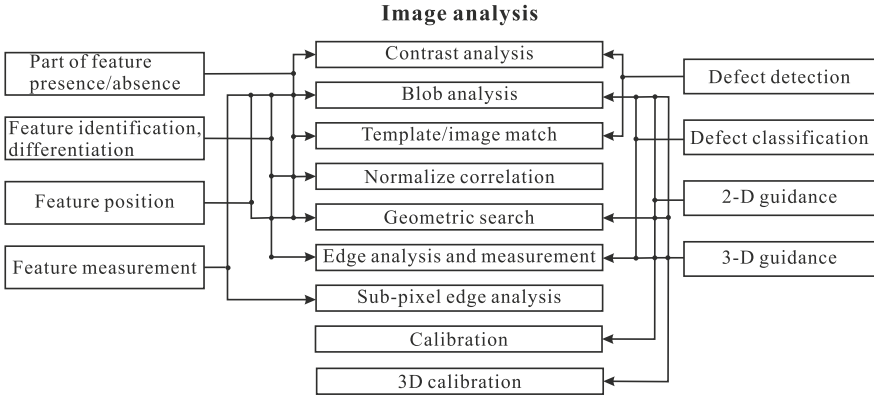 Image analysis
Part of feature
presence/absence
Feature identification,
differentiation
Feature position
Feature measurement
Contrast analysis
Blob analysis
Template/image match
Normalize correlation
Geometric search
Edge analysis and measurement
Sub-pixel edge analysis
Calibration
3D calibration
Defect detection
Defect classification
2-D guidance
3-D guidance